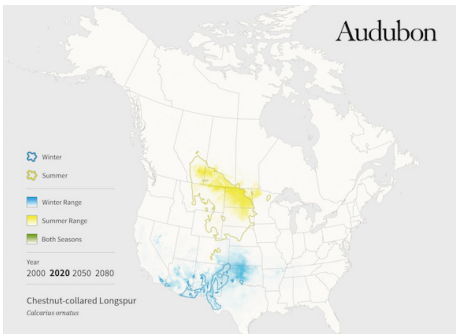 Audubon
Winter
Summer
Winter Range
Summer Range
Both Seasons
Year
2000 2020 2050 2080
Chestnut-collared Longspur
Calcarius ornatus